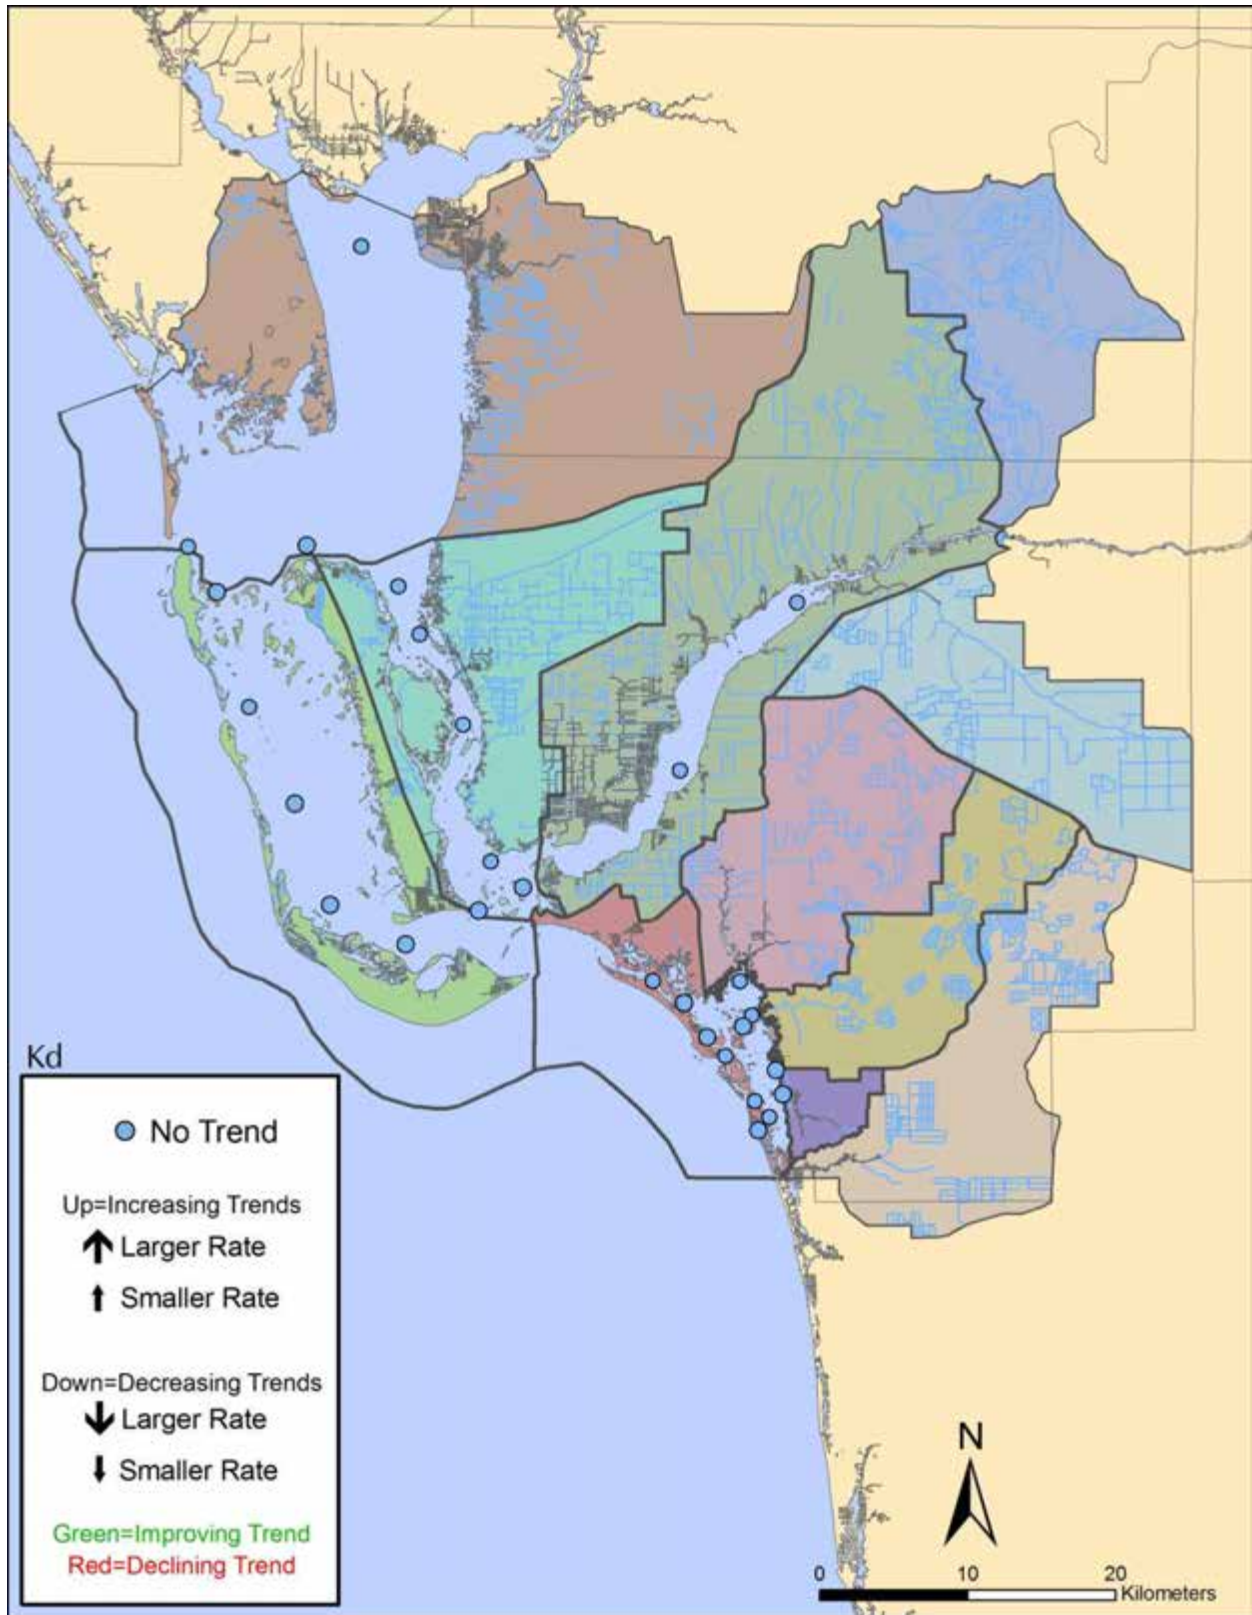 Kd
No Trend
Up=Increasing Trends
Larger Rate
Smaller Rate
Down=Decreasing Trends
Larger Rate
Smaller Rate
Green=Improving Trend
Red=Declining Trend
N
0 10 20
Kilometers